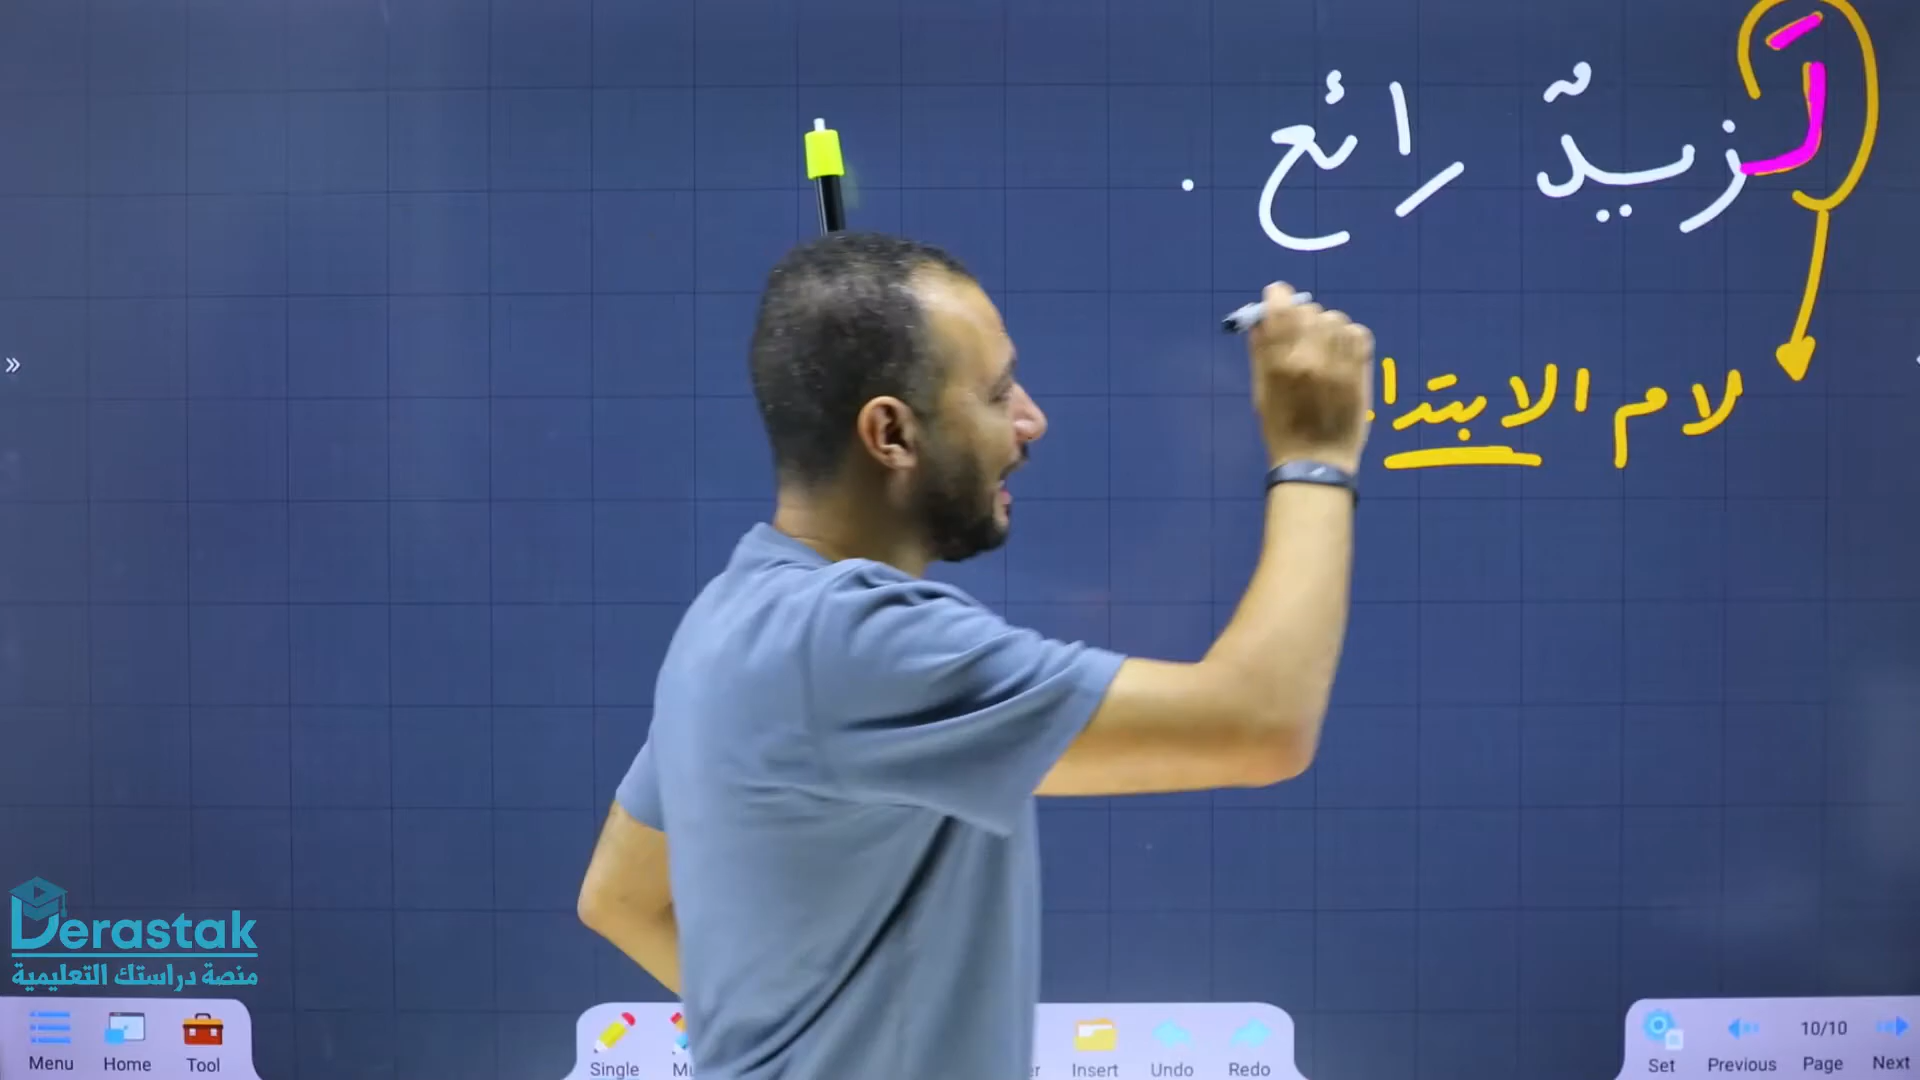 لَزيدٌ رائع .
لام الابتدا
»
Derastak
منصة دراستك التعليمية
Menu Home Tool
Single Insert Undo Redo
Set Previous 10/10 Page Next